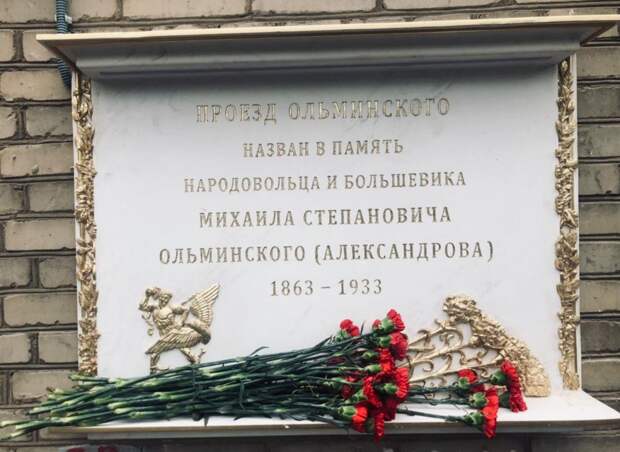 ПРОЕЗД ОЛЬМИНСКОГО
НАЗВАН В ПАМЯТЬ
НАРОДОВОЛЬЦА И БОЛЬШЕВИКА
МИХАИЛА СТЕПАНОВИЧА
ОЛЬМИНСКОГО (АЛЕКСАНДРОВА)
1863 – 1933